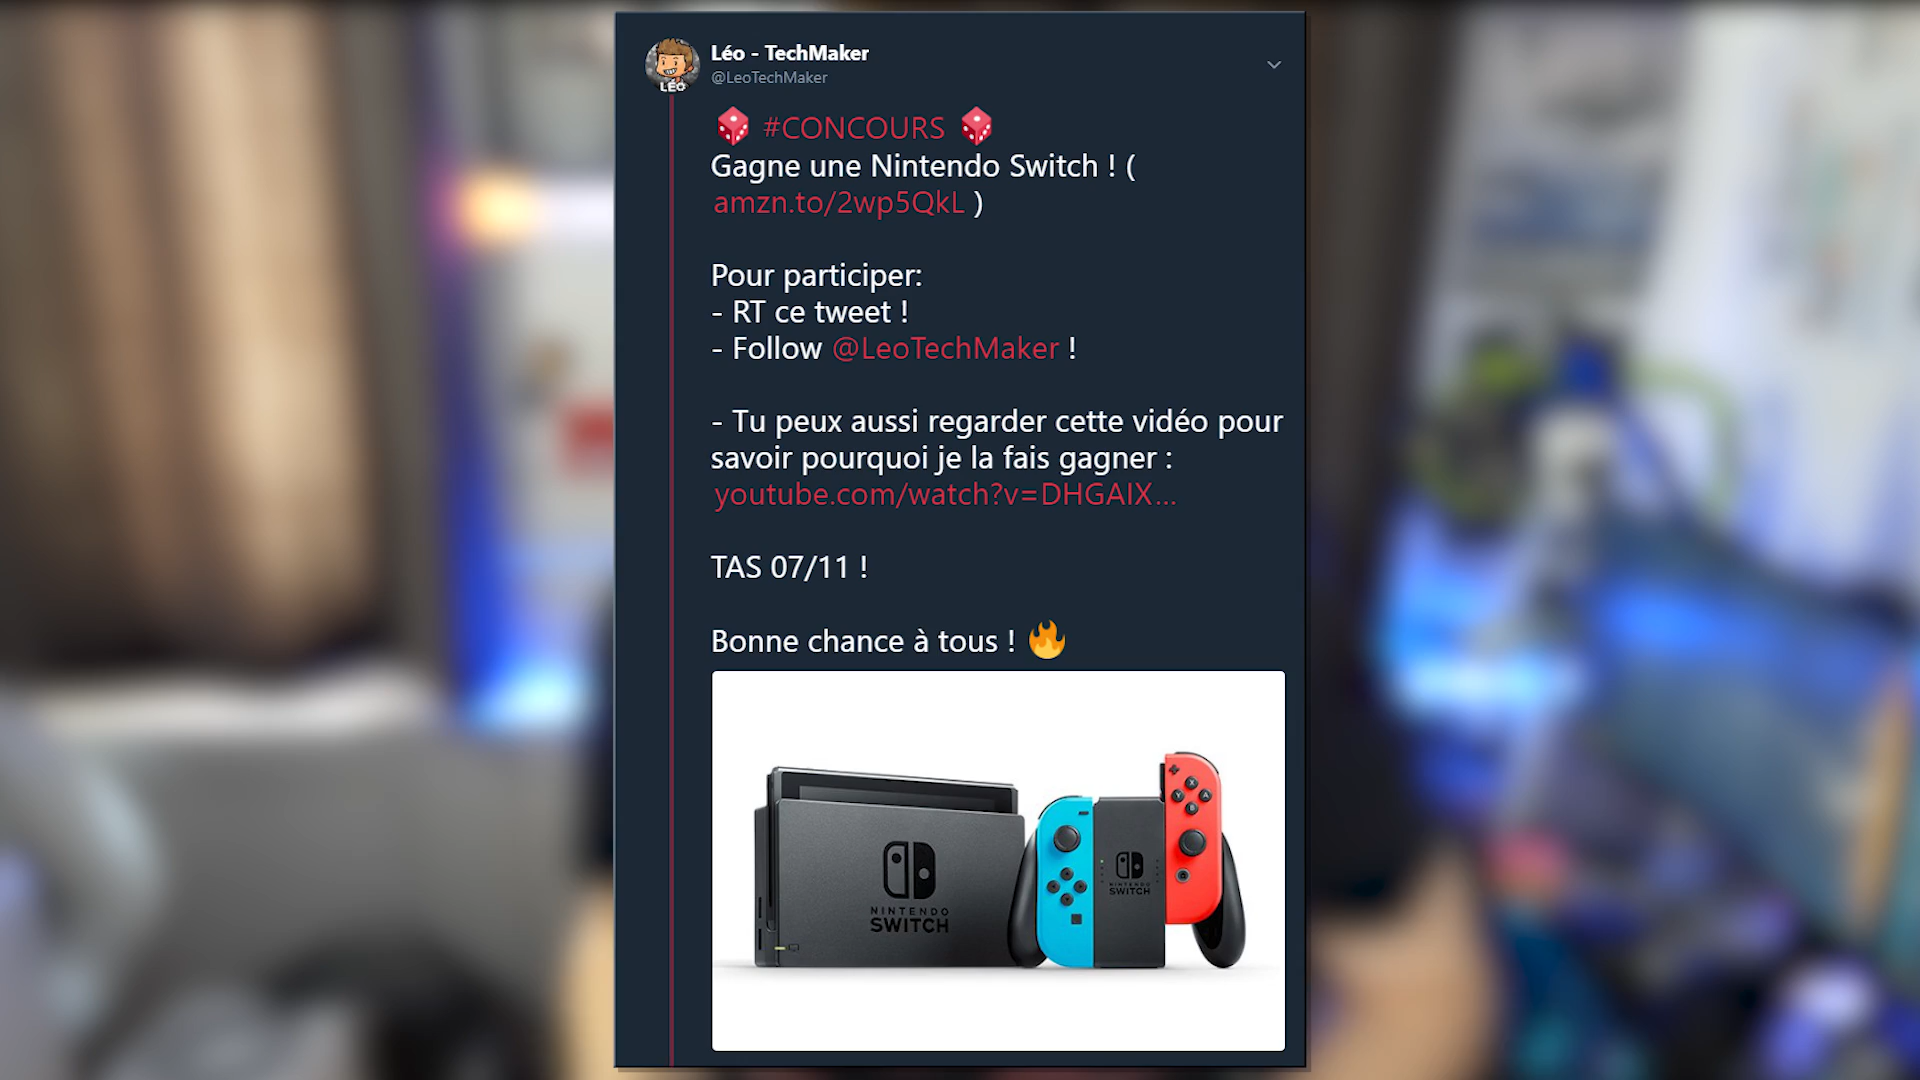 Léo - TechMaker
@LeoTechMaker
LÉO
🎲 #CONCOURS 🎲
Gagne une Nintendo Switch ! (
amzn.to/2wp5QkL )
Pour participer:
- RT ce tweet !
- Follow @LeoTechMaker !
- Tu peux aussi regarder cette vidéo pour
savoir pourquoi je la fais gagner :
youtube.com/watch?v=DHGAIX...
TAS 07/11 !
Bonne chance à tous ! 🔥
NINTENDO
SWITCH
NINTENDO
SWITCH
X
Y
A
B